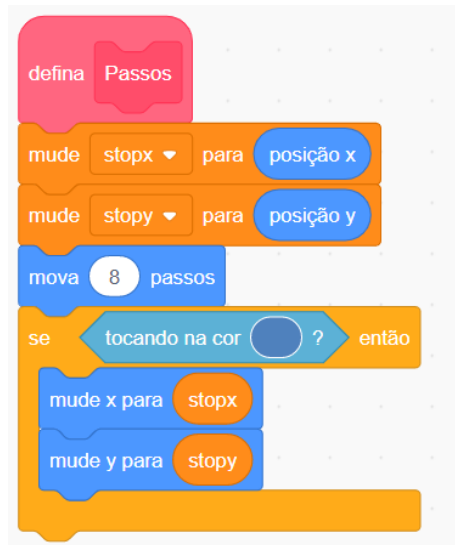 defina Passos
mude stopx para posição x
mude stopy para posição y
mova 8 passos
se tocando na cor ? então
mude x para stopx
mude y para stopy